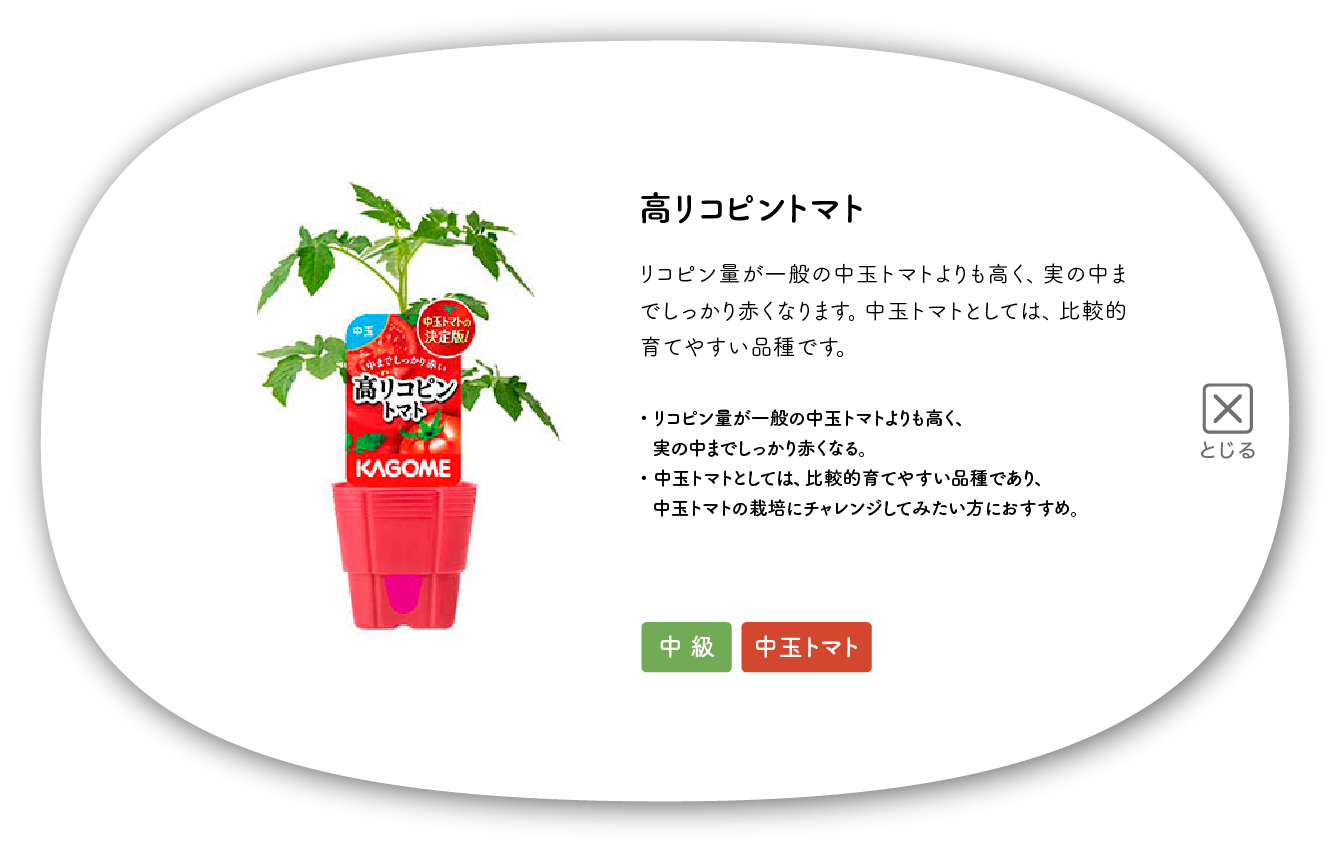 高リコピントマト
リコピン量が一般の中玉トマトよりも高く、実の中ま
でしっかり赤くなります。中玉トマトとしては、比較的
育てやすい品種です。
・リコピン量が一般の中玉トマトよりも高く、
実の中までしっかり赤くなる。
・中玉トマトとしては、比較的育てやすい品種であり、
中玉トマトの栽培にチャレンジしてみたい方におすすめ。
中級
中玉トマト
とじる
中玉
中玉トマトの
決定版!
中までしっかり赤い
高リコピン
トマト
KAGOME